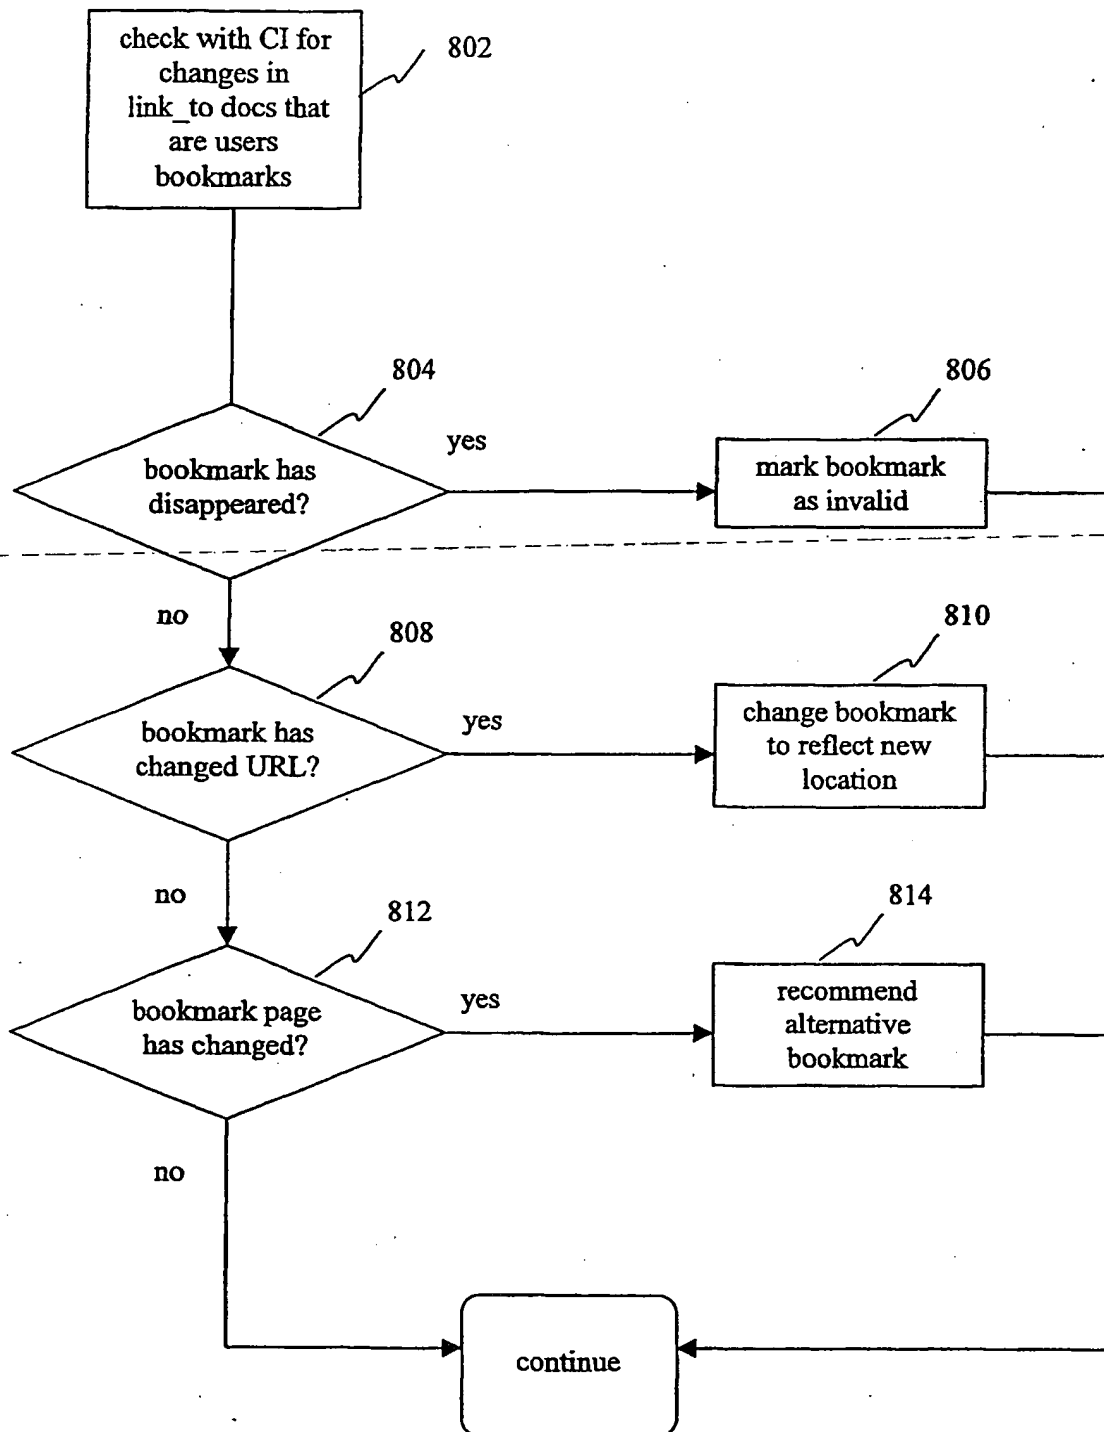 check with CI for
changes in
link_to docs that
are users
bookmarks
802
804
bookmark has
disappeared?
yes
806
mark bookmark
as invalid
no
808
bookmark has
changed URL?
yes
810
change bookmark
to reflect new
location
no
812
bookmark page
has changed?
yes
814
recommend
alternative
bookmark
no
continue